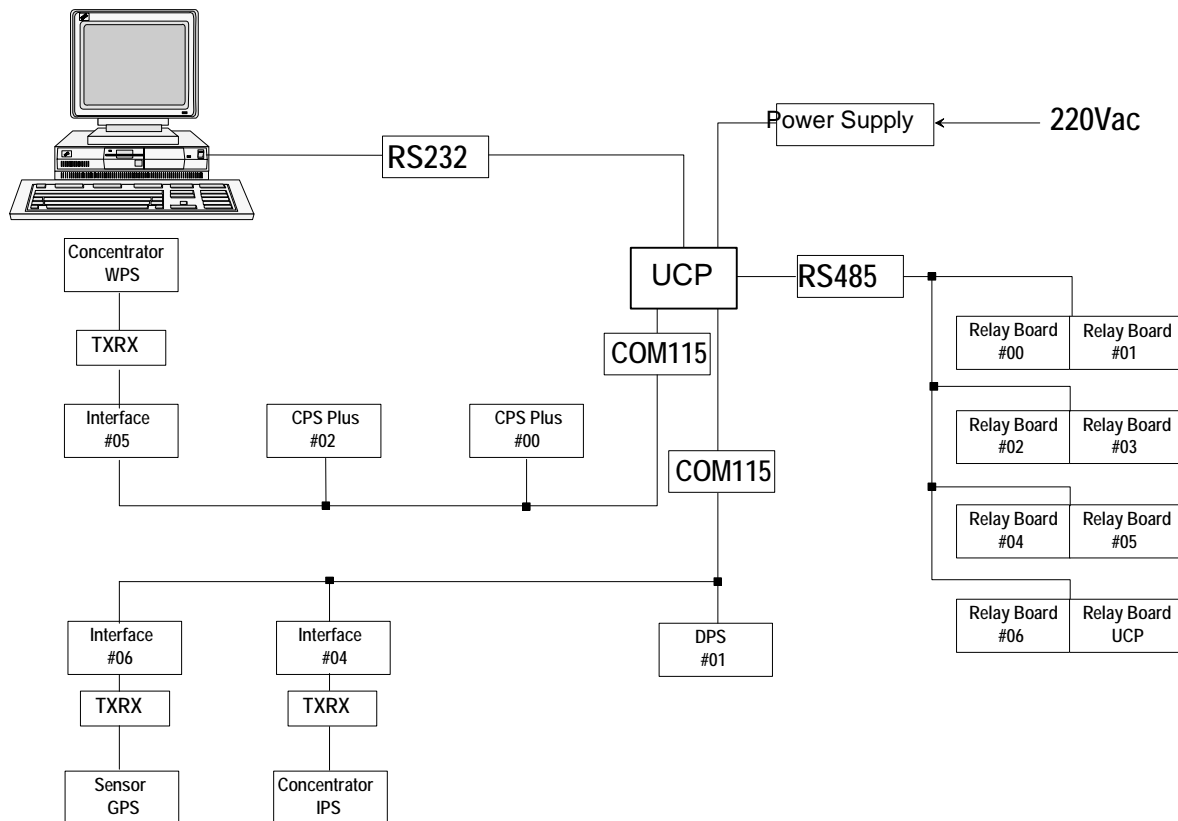 Power Supply
220Vac
RS232
Concentrator
WPS
UCP
RS485
TXRX
COM115
Relay Board
#00
Relay Board
#01
Interface
#05
CPS Plus
#02
CPS Plus
#00
Relay Board
#02
Relay Board
#03
COM115
Relay Board
#04
Relay Board
#05
Interface
#06
Interface
#04
DPS
#01
Relay Board
#06
Relay Board
UCP
TXRX
TXRX
Sensor
GPS
Concentrator
IPS